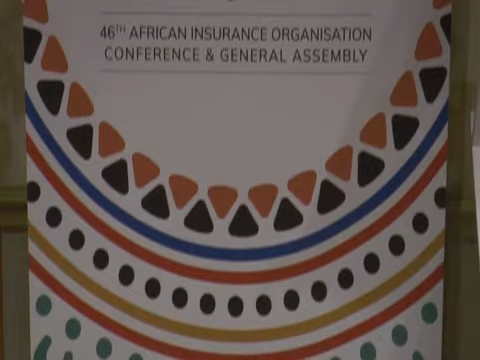 46TH AFRICAN INSURANCE ORGANISATION
CONFERENCE & GENERAL ASSEMBLY